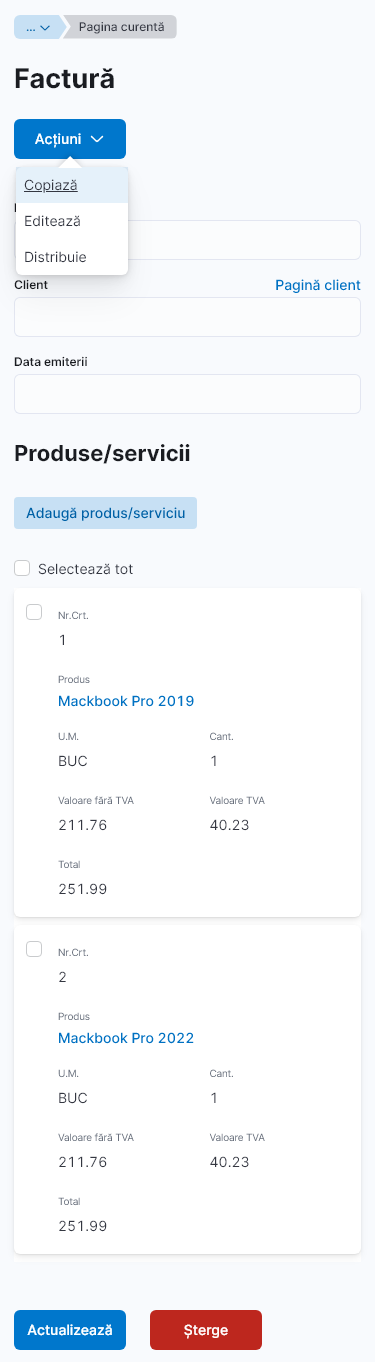 ... Pagina curentă
Factură
Acțiuni
Copiază
Editează
Distribuie
Client Pagină client
Data emiterii
Produse/servicii
Adaugă produs/serviciu
Selectează tot
Nr.Crt.
1
Produs
Mackbook Pro 2019
U.M. Cant.
BUC 1
Valoare fără TVA Valoare TVA
211.76 40.23
Total
251.99
Nr.Crt.
2
Produs
Mackbook Pro 2022
U.M. Cant.
BUC 1
Valoare fără TVA Valoare TVA
211.76 40.23
Total
251.99
Actualizează Șterge